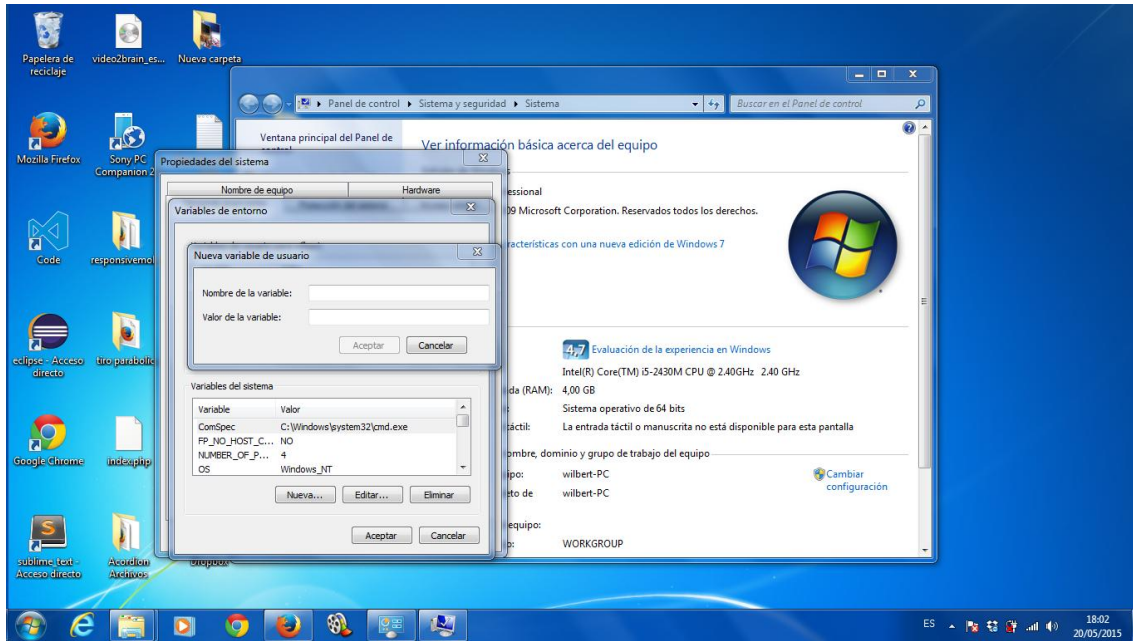 Papelera de
reciclaje
video2brain_es...
Nueva carpeta
Mozilla Firefox
Sony PC
Companion 2
Code
responsivemol
eclipse - Acceso
directo
tiro parabolic
Google Chrome
indexphp
sublime_text -
Acceso directo
Acordion
Archivos
Dropbox
Panel de control
Sistema y seguridad
Sistema
Buscar en el Panel de control
Ventana principal del Panel de
Ver información básica acerca del equipo
essional
09 Microsoft Corporation. Reservados todos los derechos.
racterísticas con una nueva edición de Windows 7
4,7 Evaluación de la experiencia en Windows
Intel(R) Core(TM) i5-2430M CPU @ 2.40GHz 2.40 GHz
da (RAM): 4,00 GB
Sistema operativo de 64 bits
táctil: La entrada táctil o manuscrita no está disponible para esta pantalla
ombre, dominio y grupo de trabajo del equipo
ipo: wilbert-PC
eto de wilbert-PC
equipo:
WORKGROUP
Cambiar
configuración
Propiedades del sistema
Nombre de equipo
Hardware
Variables de entorno
Nueva variable de usuario
Nombre de la variable:
Valor de la variable:
Aceptar Cancelar
Variables del sistema
Variable Valor
ComSpec C:\Windows\system32\cmd.exe
FP_NO_HOST_C... NO
NUMBER_OF_P... 4
OS Windows_NT
Nueva... Editar... Eliminar
Aceptar Cancelar
ES
18:02
20/05/2015